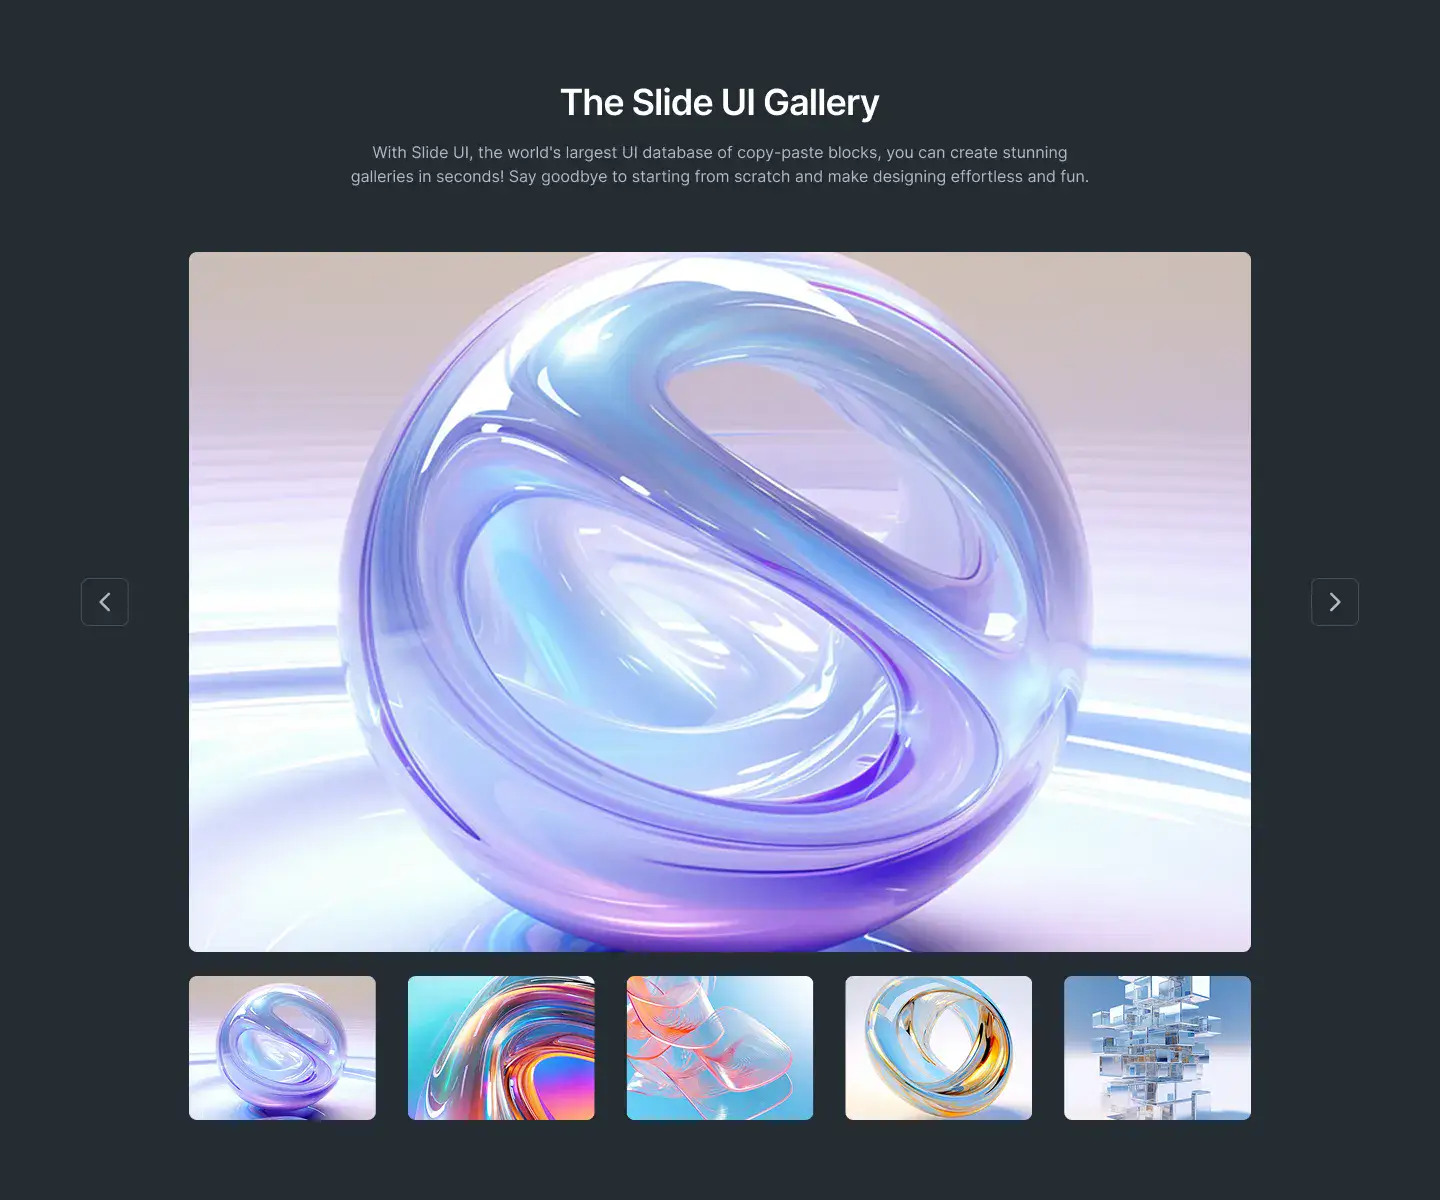 The Slide UI Gallery
With Slide UI, the world's largest UI database of copy-paste blocks, you can create stunning
galleries in seconds! Say goodbye to starting from scratch and make designing effortless and fun.